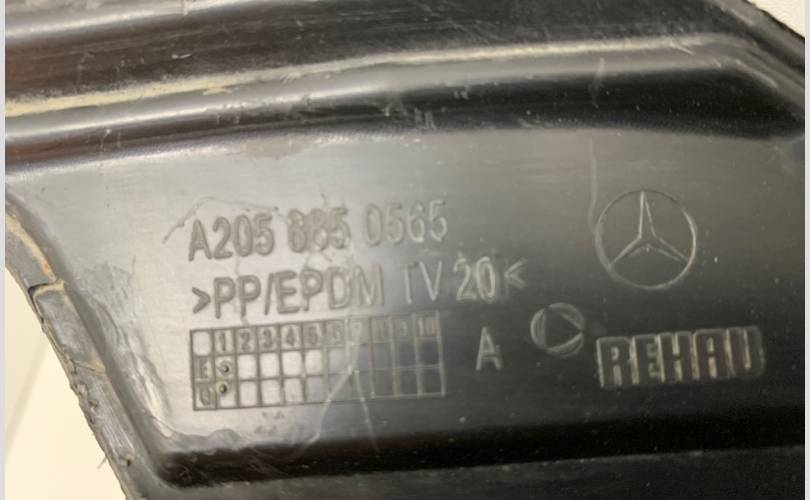 A205 885 0565
>PP/EPDM TV 20<
1 2 3 4 5 6 7 8 9 10
E
G
A
REHAU